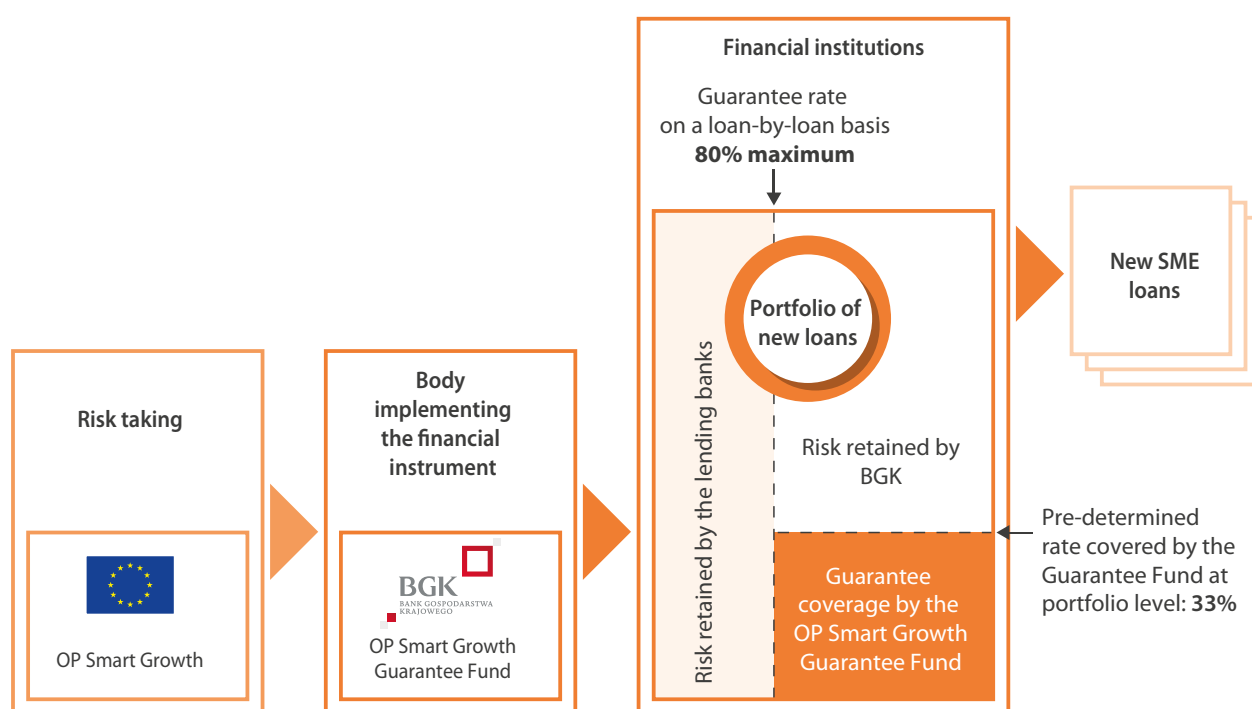 Risk taking
OP Smart Growth
Body
implementing
the financial
instrument
BGK
BANK GOSPODARSTWA
KRAJOWEGO
OP Smart Growth
Guarantee Fund
Financial institutions
Guarantee rate
on a loan-by-loan basis
80% maximum
Risk retained by the lending banks
Portfolio of
new loans
Risk retained by
BGK
Guarantee
coverage by the
OP Smart Growth
Guarantee Fund
New SME
loans
Pre-determined
rate covered by the
Guarantee Fund at
portfolio level: 33%